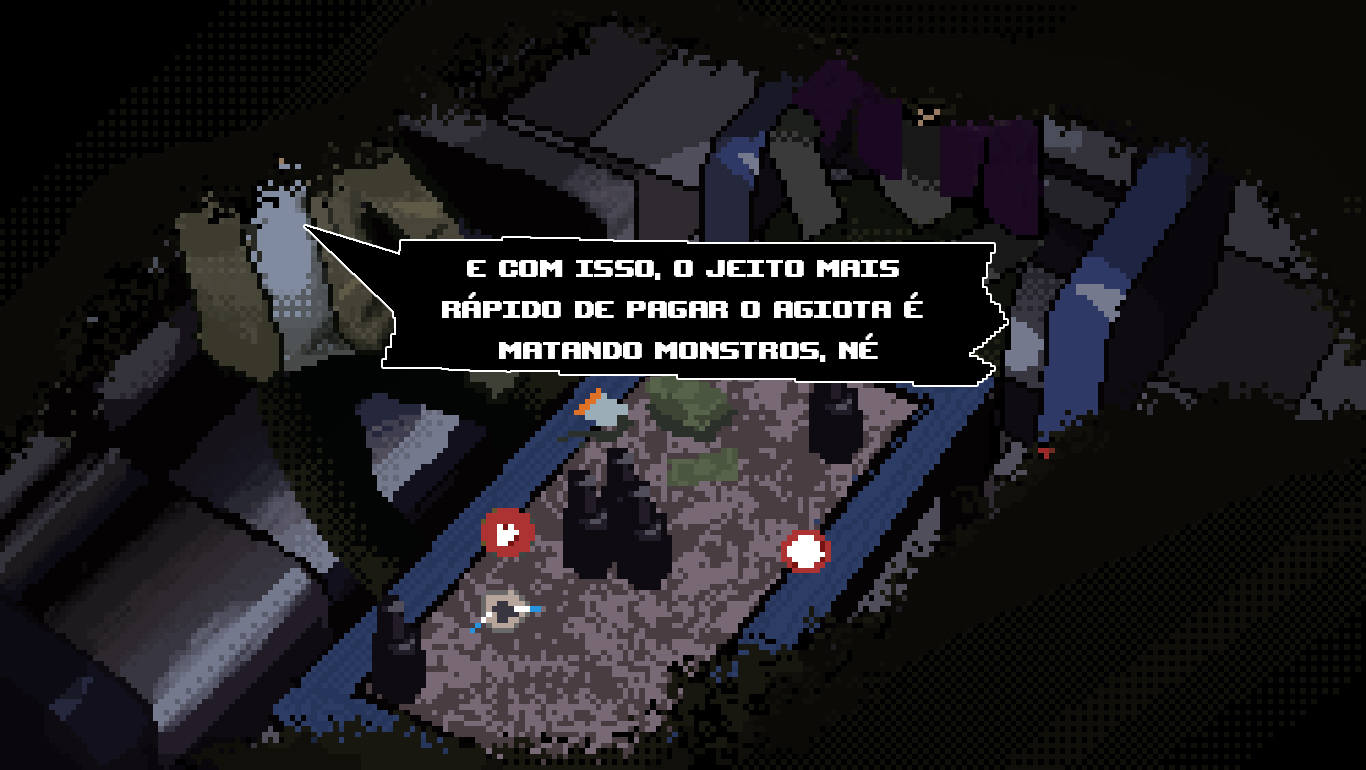 E COM ISSO, O JEITO MAIS
RÁPIDO DE PAGAR O AGIOTA É
MATANDO MONSTROS, NÉ